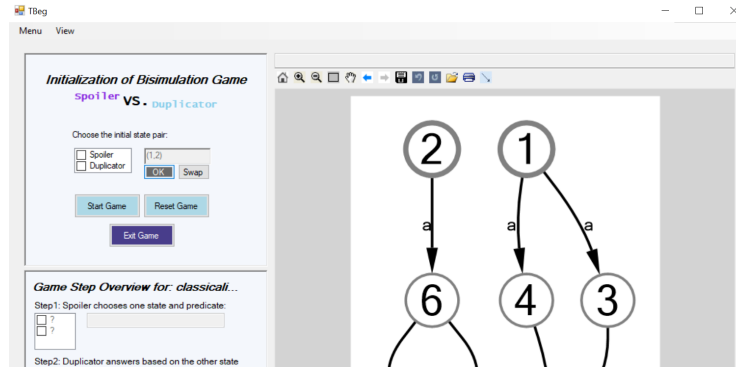 TBeg
Menu View
Initialization of Bisimulation Game
Spoiler VS. Duplicator
Choose the initial state pair:
Spoiler
Duplicator
(1,2)
OK Swap
Start Game Reset Game
Exit Game
Game Step Overview for: classicali...
Step1: Spoiler chooses one state and predicate:
?
?
Step2: Duplicator answers based on the other state
2 1
a a a
6 4 3